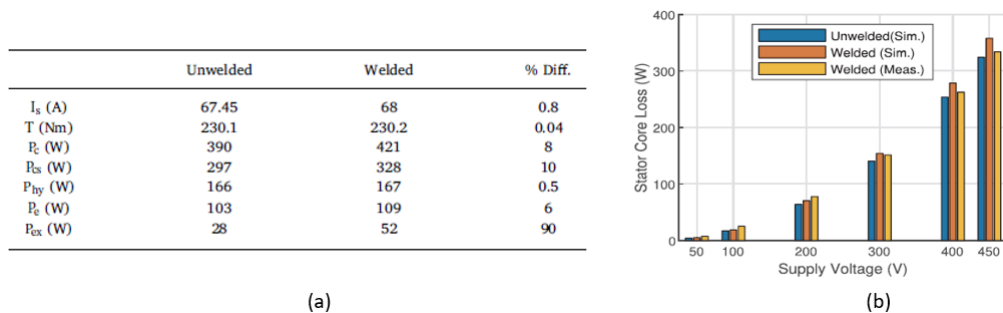 Unwelded Welded % Diff.
Is (A) 67.45 68 0.8
T (Nm) 230.1 230.2 0.04
Pc (W) 390 421 8
Pcs (W) 297 328 10
Phy (W) 166 167 0.5
Pe (W) 103 109 6
Pex (W) 28 52 90
(a)
400
300
200
100
0
Stator Core Loss (W)
Unwelded(Sim.)
Welded (Sim.)
Welded (Meas.)
50 100 200 300 400 450
Supply Voltage (V)
(b)